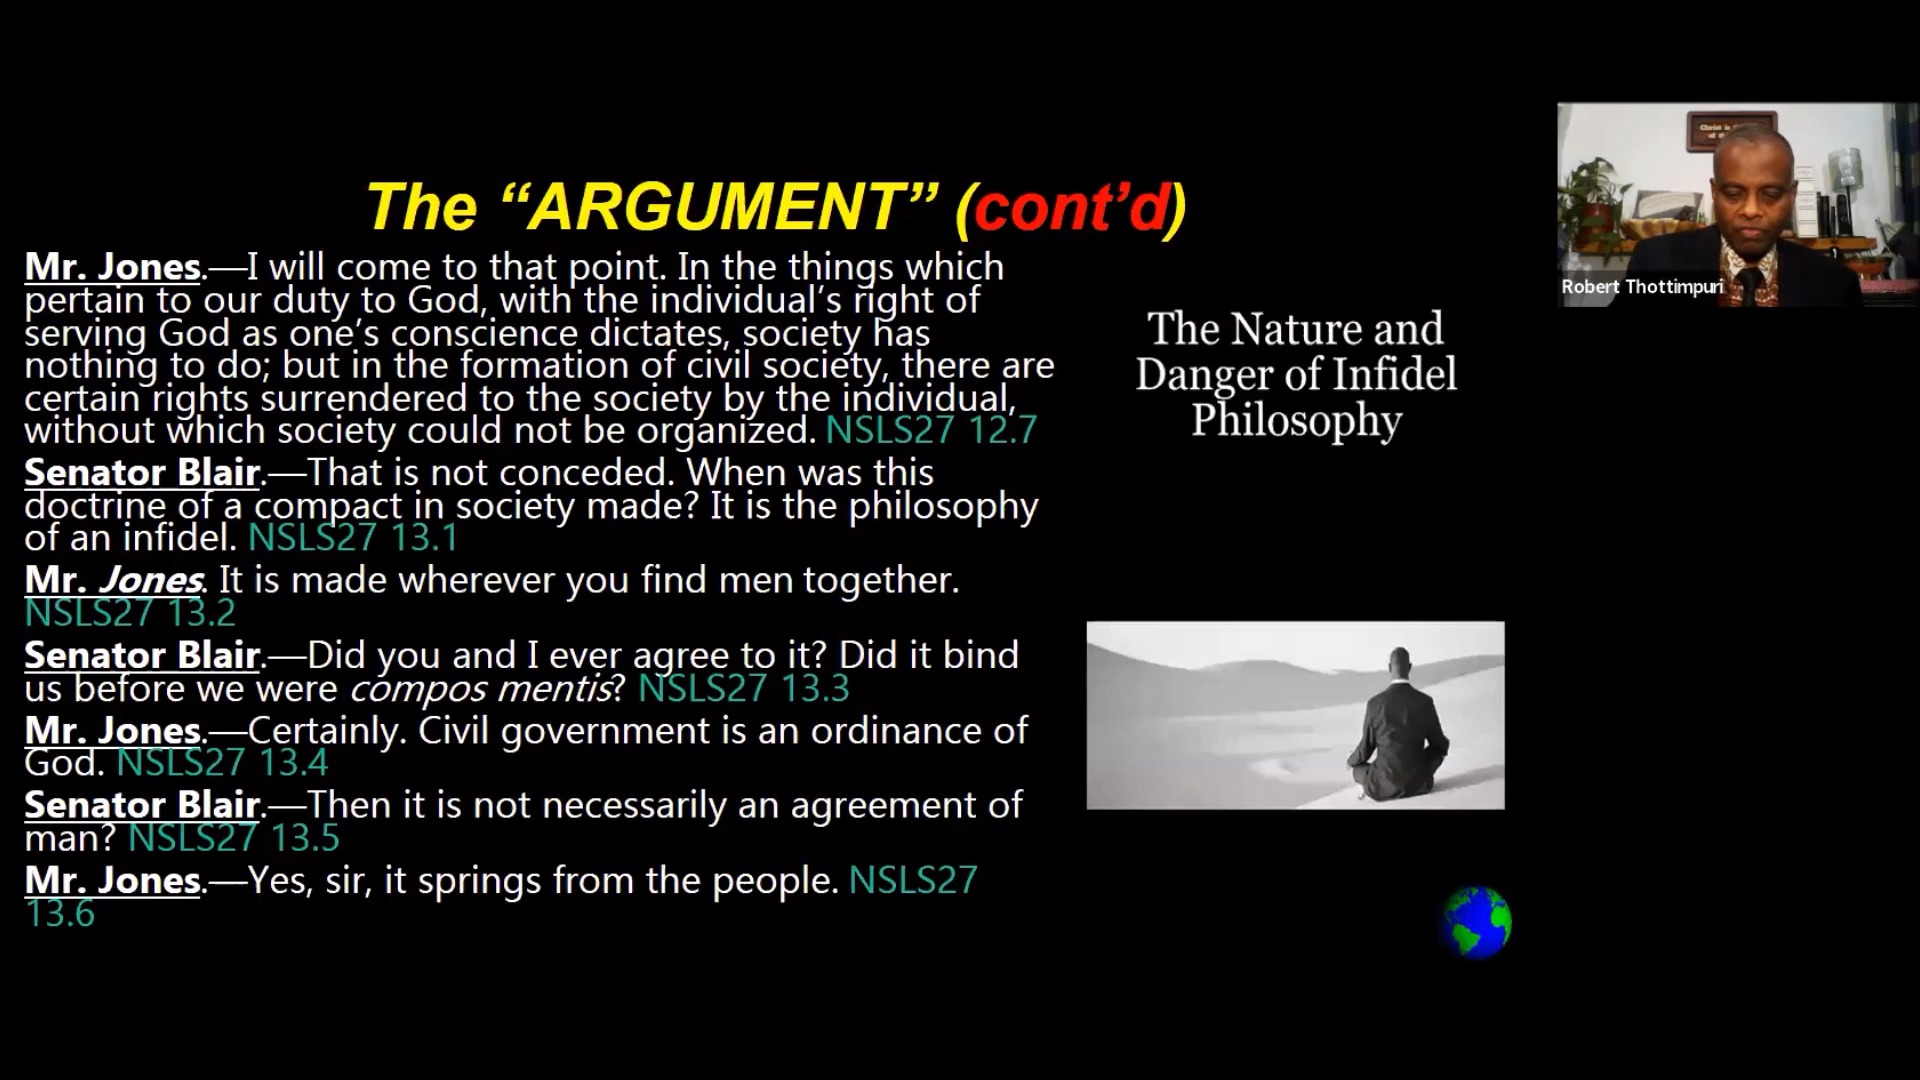 The “ARGUMENT” (cont’d)
Mr. Jones.—I will come to that point. In the things which
pertain to our duty to God, with the individual’s right of
serving God as one’s conscience dictates, society has
nothing to do; but in the formation of civil society, there are
certain rights surrendered to the society by the individual,
without which society could not be organized. NSLS27 12.7
Senator Blair.—That is not conceded. When was this
doctrine of a compact in society made? It is the philosophy
of an infidel. NSLS27 13.1
Mr. Jones. It is made wherever you find men together.
NSLS27 13.2
Senator Blair.—Did you and I ever agree to it? Did it bind
us before we were compos mentis? NSLS27 13.3
Mr. Jones.—Certainly. Civil government is an ordinance of
God. NSLS27 13.4
Senator Blair.—Then it is not necessarily an agreement of
man? NSLS27 13.5
Mr. Jones.—Yes, sir, it springs from the people. NSLS27
13.6
The Nature and
Danger of Infidel
Philosophy
Christ is
of th
Robert Thottimpuri